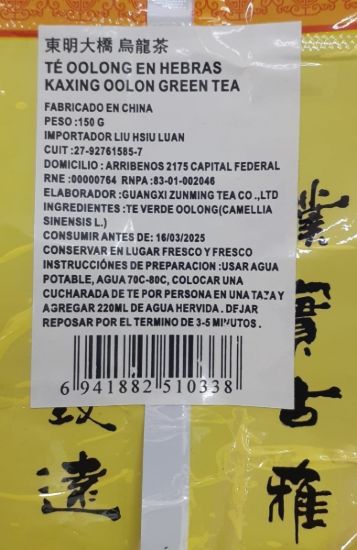 東明大橋 烏龍茶
TÉ OOLONG EN HEBRAS
KAXING OOLON GREEN TEA
FABRICADO EN CHINA
PESO :150 G
IMPORTADOR LIU HSIU LUAN
CUIT :27-92761585-7
DOMICILIO : ARRIBENOS 2175 CAPITAL FEDERAL
RNE :00000764 RNPA :83-01-002046
ELABORADOR :GUANGXI ZUNMING TEA CO .,LTD
INGREDIENTES :TE VERDE OOLONG(CAMELLIA
SINENSIS L.)
CONSUMIR ANTES DE: 16/03/2025
CONSERVAR EN LUGAR FRESCO Y FRESCO
INSTRUCCIÓNES DE PREPARACION :USAR AGUA
POTABLE, AGUA 70C-80C, COLOCAR UNA
CUCHARADA DE TE POR PERSONA EN UNA TAZA Y
AGREGAR 220ML DE AGUA HERVIDA . DEJAR
REPOSAR POR EL TERMINO DE 3-5 MINUTOS .
6 941882 510338
實
占
雅
遠